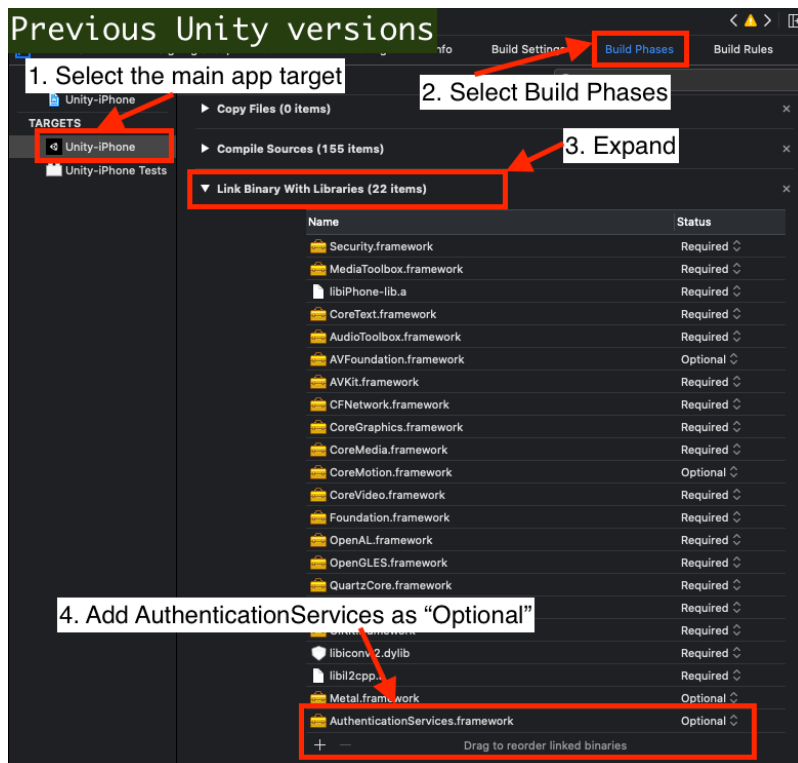 Previous Unity versions
nfo
Build Settings
Build Phases
Build Rules
1. Select the main app target
2. Select Build Phases
Unity-iPhone
TARGETS
Unity-iPhone
Unity-iPhone Tests
Copy Files (0 items)
Compile Sources (155 items)
3. Expand
Link Binary With Libraries (22 items)
Name Status
Security.framework Required
MediaToolbox.framework Required
libiPhone-lib.a Required
CoreText.framework Required
AudioToolbox.framework Required
AVFoundation.framework Optional
AVKit.framework Required
CFNetwork.framework Required
CoreGraphics.framework Required
CoreMedia.framework Required
CoreMotion.framework Optional
CoreVideo.framework Required
Foundation.framework Required
OpenAL.framework Required
OpenGLES.framework Required
QuartzCore.framework Required
Required
4. Add AuthenticationServices as “Optional”
Required
libiconv.2.dylib Required
libil2cpp.a Required
Metal.framework Optional
AuthenticationServices.framework Optional
+ −
Drag to reorder linked binaries